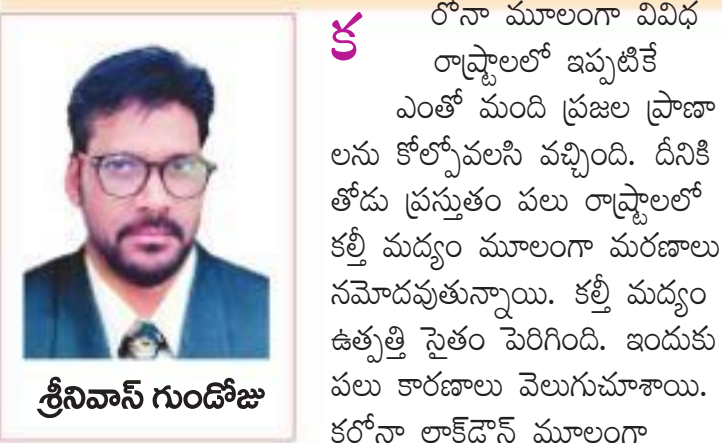 కరోనా మూలంగా వివిధ
రాష్ట్రాలలో ఇప్పటికే
ఎంతో మంది ప్రజల ప్రాణా
లను కోల్పోవలసి వచ్చింది. దీనికి
తోడు ప్రస్తుతం పలు రాష్ట్రాలలో
కల్తీ మద్యం మూలంగా మరణాలు
నమోదవుతున్నాయి. కల్తీ మద్యం
ఉత్పత్తి సైతం పెరిగింది. ఇందుకు
పలు కారణాలు వెలుగుచూశాయి.
కరోనా లాక్‌డౌన్ మూలంగా
శ్రీనివాస్ గుండోజు